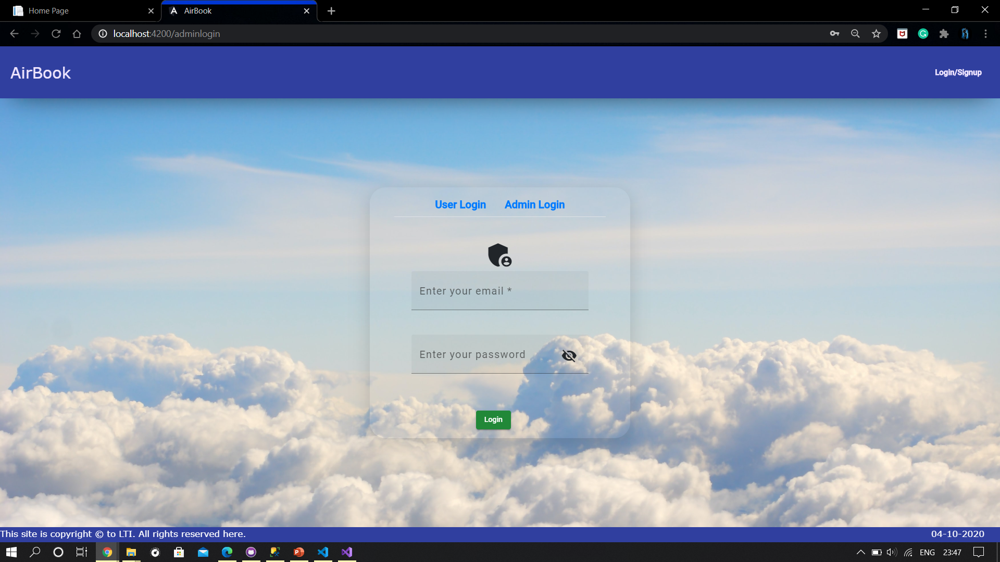 Home Page
AirBook
localhost:4200/adminlogin
AirBook
Login/Signup
User Login
Admin Login
Enter your email *
Enter your password
Login
This site is copyright © to LTI. All rights reserved here.
04-10-2020
ENG
23:47